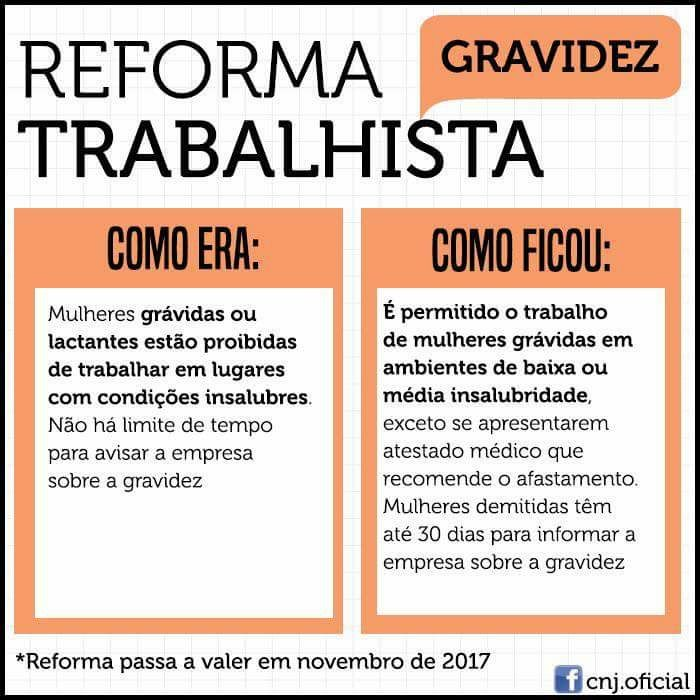 REFORMA
TRABALHISTA
GRAVIDEZ
COMO ERA:
Mulheres grávidas ou
lactantes estão proibidas
de trabalhar em lugares
com condições insalubres.
Não há limite de tempo
para avisar a empresa
sobre a gravidez
COMO FICOU:
É permitido o trabalho
de mulheres grávidas em
ambientes de baixa ou
média insalubridade,
exceto se apresentarem
atestado médico que
recomende o afastamento.
Mulheres demitidas têm
até 30 dias para informar a
empresa sobre a gravidez
*Reforma passa a valer em novembro de 2017
f cnj.oficial